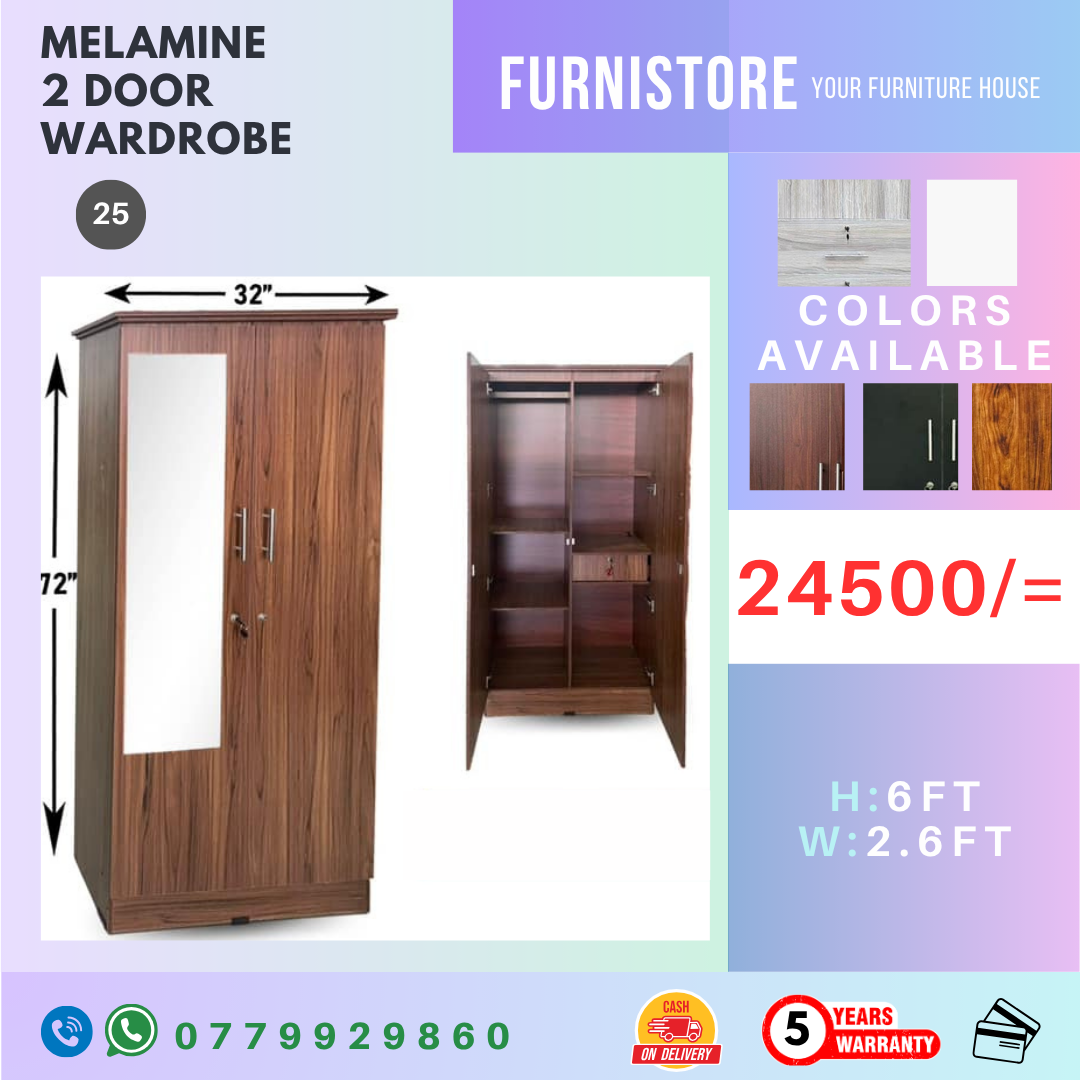 MELAMINE
2 DOOR
WARDROBE
FURNISTORE YOUR FURNITURE HOUSE
25
COLORS
AVAILABLE
32”
72”
24500/=
H:6FT
W:2.6FT
0779929860
CASH
ON DELIVERY
5 YEARS
WARRANTY